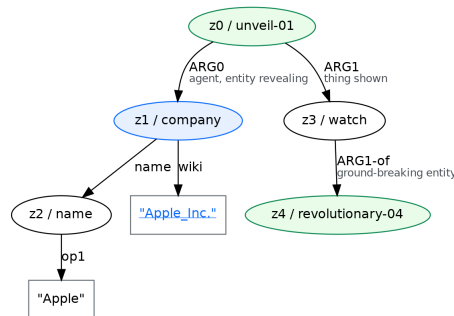 z0 / unveil-01
ARG0
agent, entity revealing
ARG1
thing shown
z1 / company
z3 / watch
name
wiki
ARG1-of
ground-breaking entity
z2 / name
"Apple_Inc."
z4 / revolutionary-04
op1
"Apple"